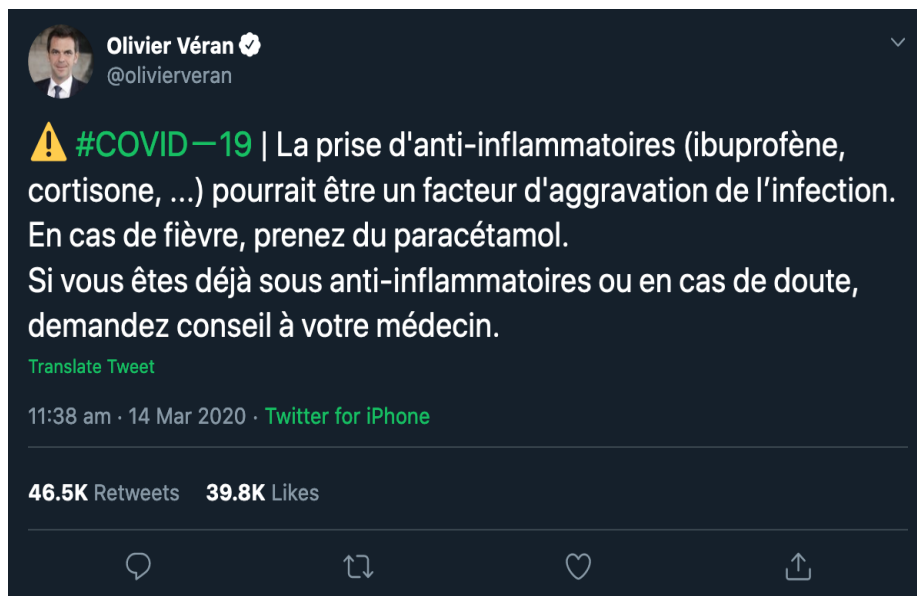 Olivier Véran
@olivierveran
⚠️ #COVID—19 | La prise d'anti-inflammatoires (ibuprofène,
cortisone, ...) pourrait être un facteur d'aggravation de l’infection.
En cas de fièvre, prenez du paracétamol.
Si vous êtes déjà sous anti-inflammatoires ou en cas de doute,
demandez conseil à votre médecin.
Translate Tweet
11:38 am · 14 Mar 2020 · Twitter for iPhone
46.5K Retweets 39.8K Likes